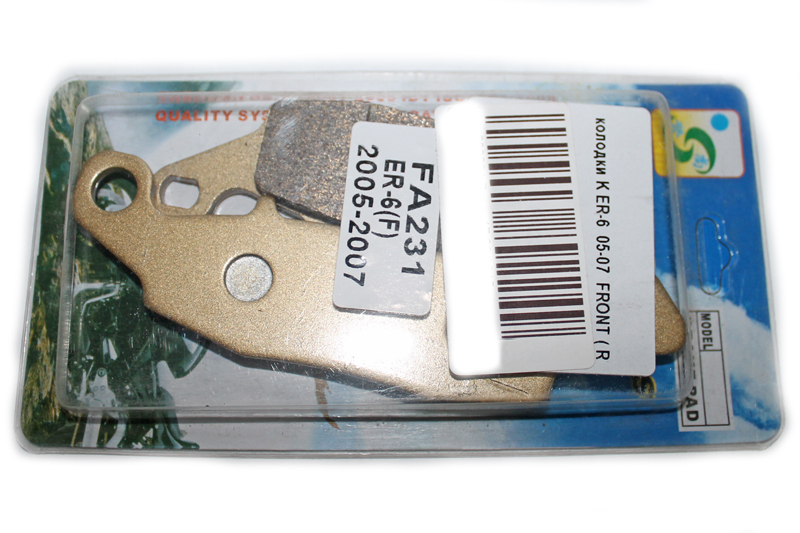 QUALITY SYS
FA231
ER-6(F)
2005-2007
колодки K ER-6 05-07 FRONT ( R
MODEL
PAD